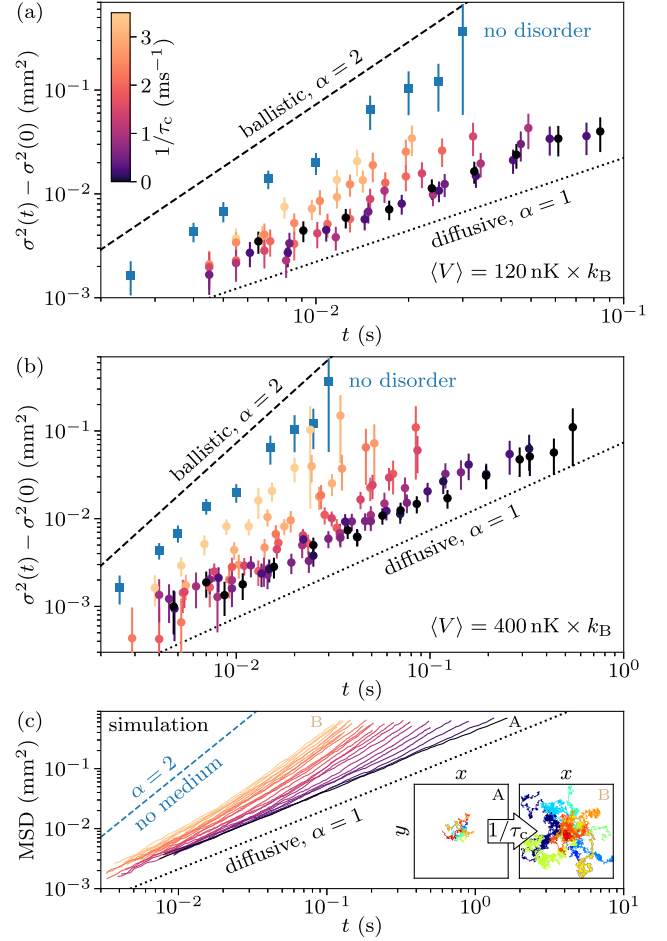 (a)
3
2
1
0
1/τc (ms⁻¹)
ballistic, α = 2
no disorder
diffusive, α = 1
⟨V⟩ = 120 nK × kB
σ²(t) − σ²(0) (mm²)
10⁻¹
10⁻²
10⁻³
10⁻²
10⁻¹
t (s)
(b)
ballistic, α = 2
no disorder
diffusive, α = 1
⟨V⟩ = 400 nK × kB
σ²(t) − σ²(0) (mm²)
10⁻¹
10⁻²
10⁻³
10⁻²
10⁻¹
10⁰
t (s)
(c)
simulation
B
A
α = 2
no medium
diffusive, α = 1
MSD (mm²)
10⁻¹
10⁻²
10⁻³
x
x
A
B
y
1/τc
10⁻²
10⁻¹
10⁰
10¹
t (s)